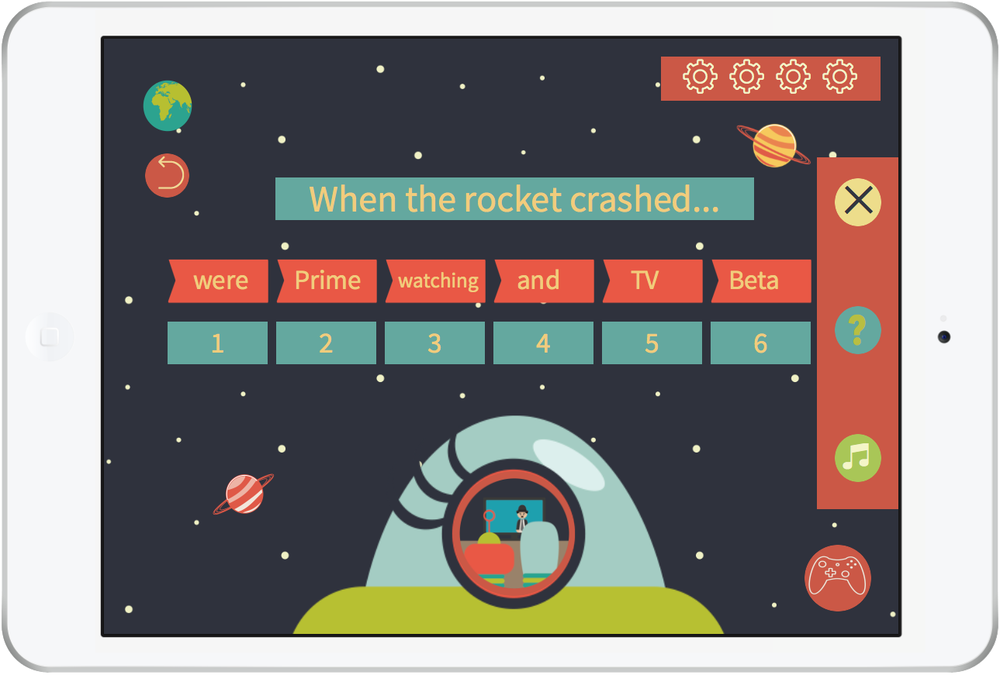 When the rocket crashed...
were Prime watching and TV Beta
1 2 3 4 5 6
?